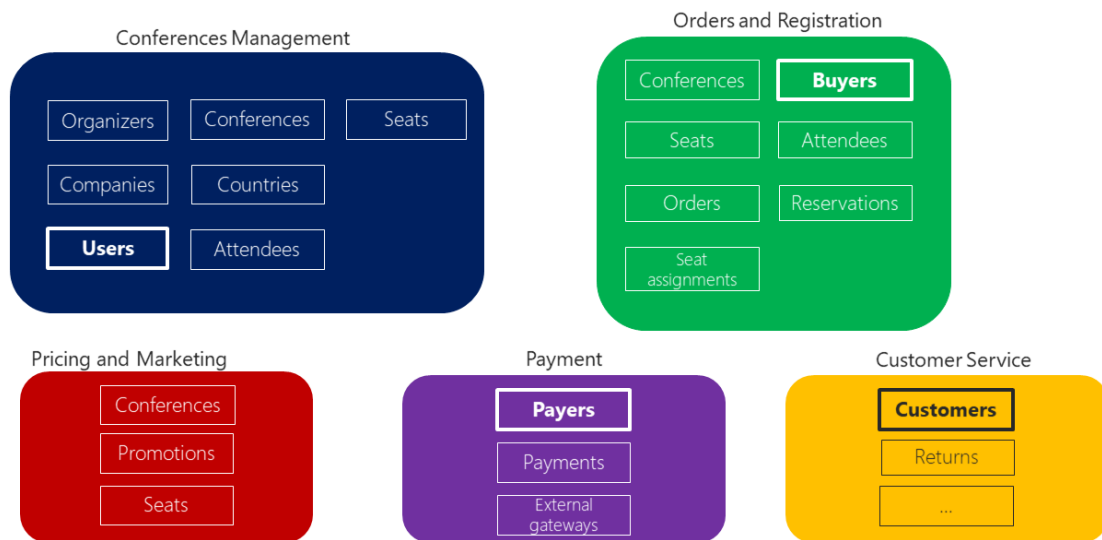 Conferences Management
Organizers
Conferences
Seats
Companies
Countries
Users
Attendees
Orders and Registration
Conferences
Buyers
Seats
Attendees
Orders
Reservations
Seat
assignments
Pricing and Marketing
Conferences
Promotions
Seats
Payment
Payers
Payments
External
gateways
Customer Service
Customers
Returns
...